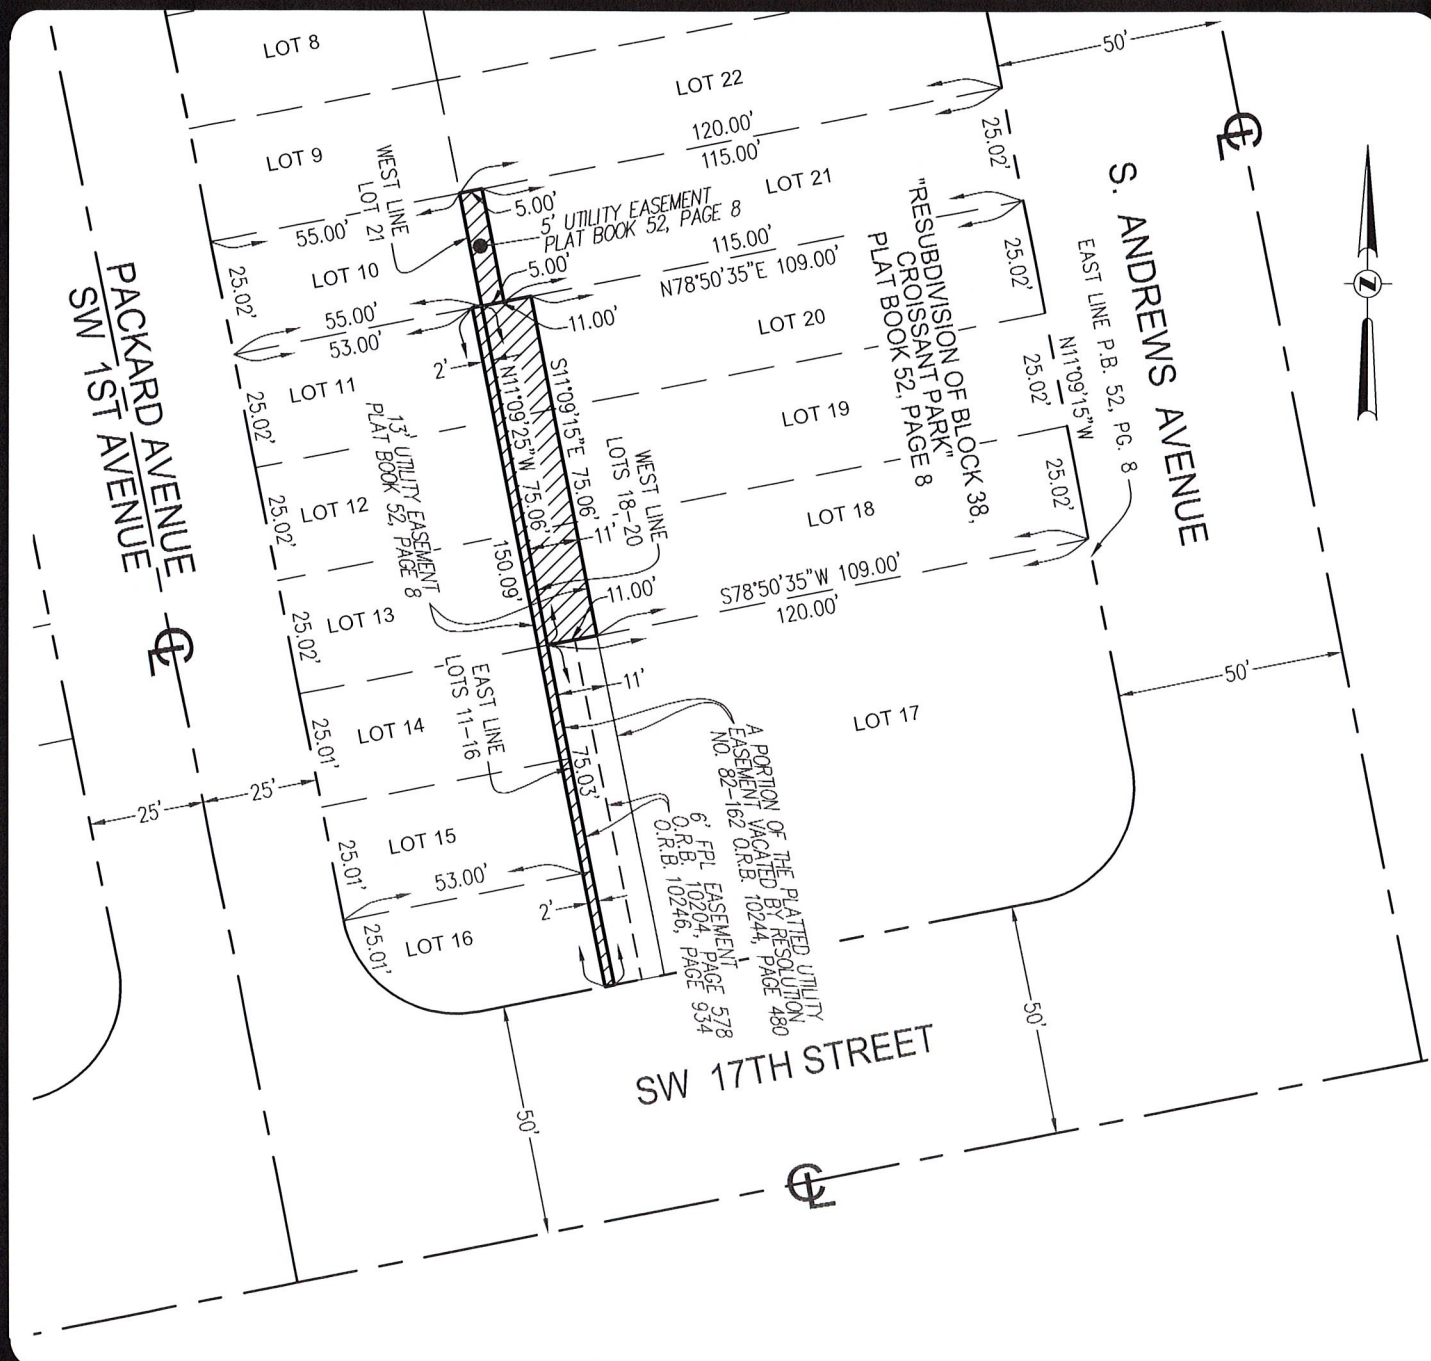 LOT 8
LOT 22
50'
℄
LOT 9
120.00'
115.00'
25.02'
WEST LINE
LOT 21
5.00'
LOT 21
5' UTILITY EASEMENT
PLAT BOOK 52, PAGE 8
55.00'
LOT 10
25.02'
5.00'
115.00'
N78°50'35"E 109.00'
25.02'
"RESUBDIVISION OF BLOCK 38,
CROISSANT PARK"
PLAT BOOK 52, PAGE 8
S. ANDREWS AVENUE
EAST LINE P.B. 52, PG. 8
N
PACKARD AVENUE
SW 1ST AVENUE
55.00'
53.00'
11.00'
LOT 20
N11°09'15"W
25.02'
2'
LOT 11
25.02'
N11°09'25"W 75.06'
S11°09'15"E 75.06'
LOT 19
13' UTILITY EASEMENT
PLAT BOOK 52, PAGE 8
WEST LINE
LOTS 18-20
25.02'
LOT 12
25.02'
LOT 18
11'
150.09'
11.00'
S78°50'35"W 109.00'
120.00'
LOT 13
25.02'
℄
EAST LINE
LOTS 11-16
11'
50'
LOT 14
25.01'
LOT 17
75.03'
A PORTION OF THE PLATTED UTILITY
EASEMENT VACATED BY RESOLUTION
NO. 82-162 O.R.B. 10244, PAGE 480
25'
25'
6' FPL EASEMENT
O.R.B. 10204, PAGE 578
O.R.B. 10246, PAGE 934
LOT 15
25.01'
53.00'
2'
LOT 16
25.01'
SW 17TH STREET
50'
50'
℄